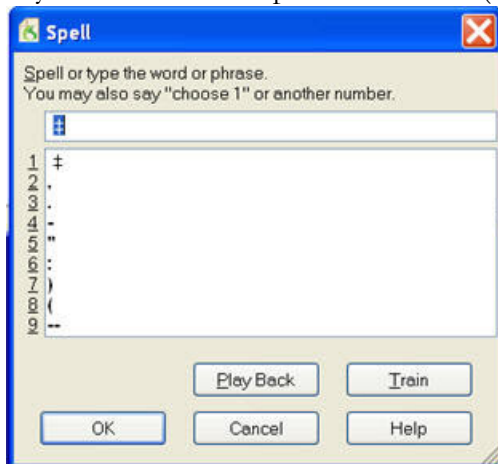 Spell
Spell or type the word or phrase.
You may also say "choose 1" or another number.
‡
1 ‡
2 ,
3 .
4 -
5 "
6 :
7 )
8 (
9 --
Play Back Train
OK Cancel Help